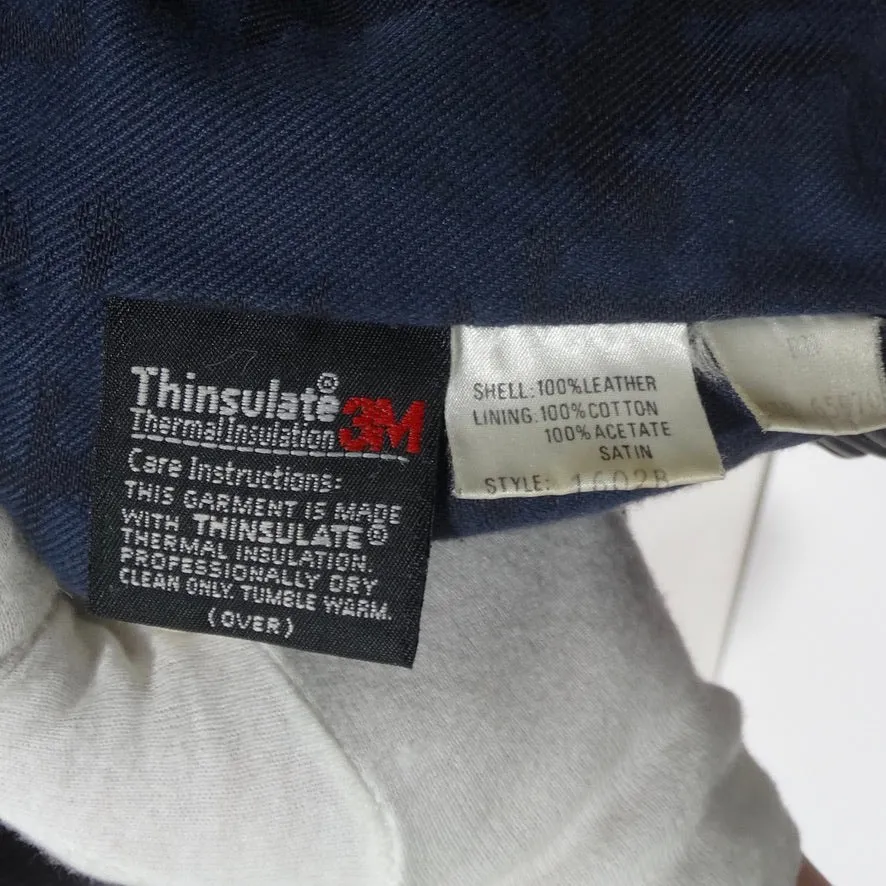 Thinsulate®
Thermal Insulation 3M
Care Instructions:
THIS GARMENT IS MADE
WITH THINSULATE®
THERMAL INSULATION.
PROFESSIONALLY DRY
CLEAN ONLY. TUMBLE WARM.
(OVER)
SHELL:100%LEATHER
LINING:100%COTTON
100%ACETATE
SATIN
STYLE: 1602B